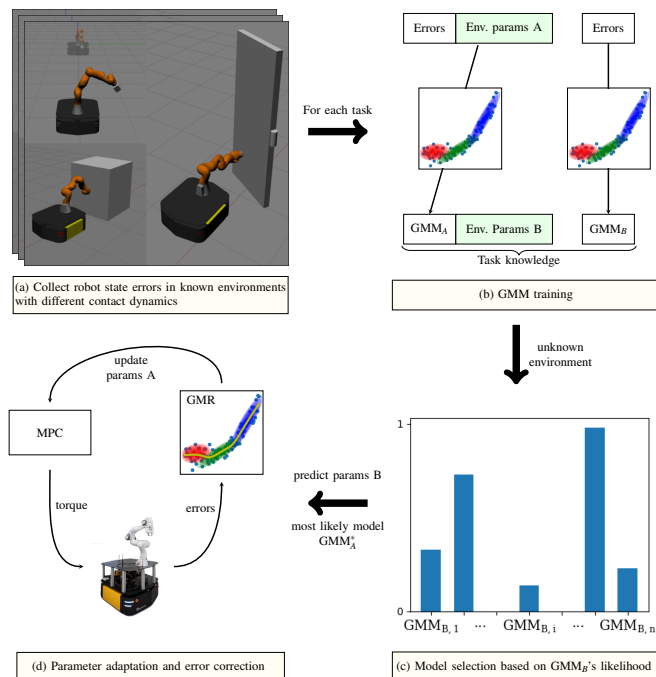 Errors
Env. params A
Errors
For each task
GMM_A
Env. Params B
GMM_B
Task knowledge
(a) Collect robot state errors in known environments
with different contact dynamics
(b) GMM training
unknown
environment
update
params A
GMR
MPC
torque
errors
predict params B
most likely model
GMM*_A
1
0
GMM_B, 1
...
GMM_B, i
...
GMM_B, n
(d) Parameter adaptation and error correction
(c) Model selection based on GMM_B's likelihood